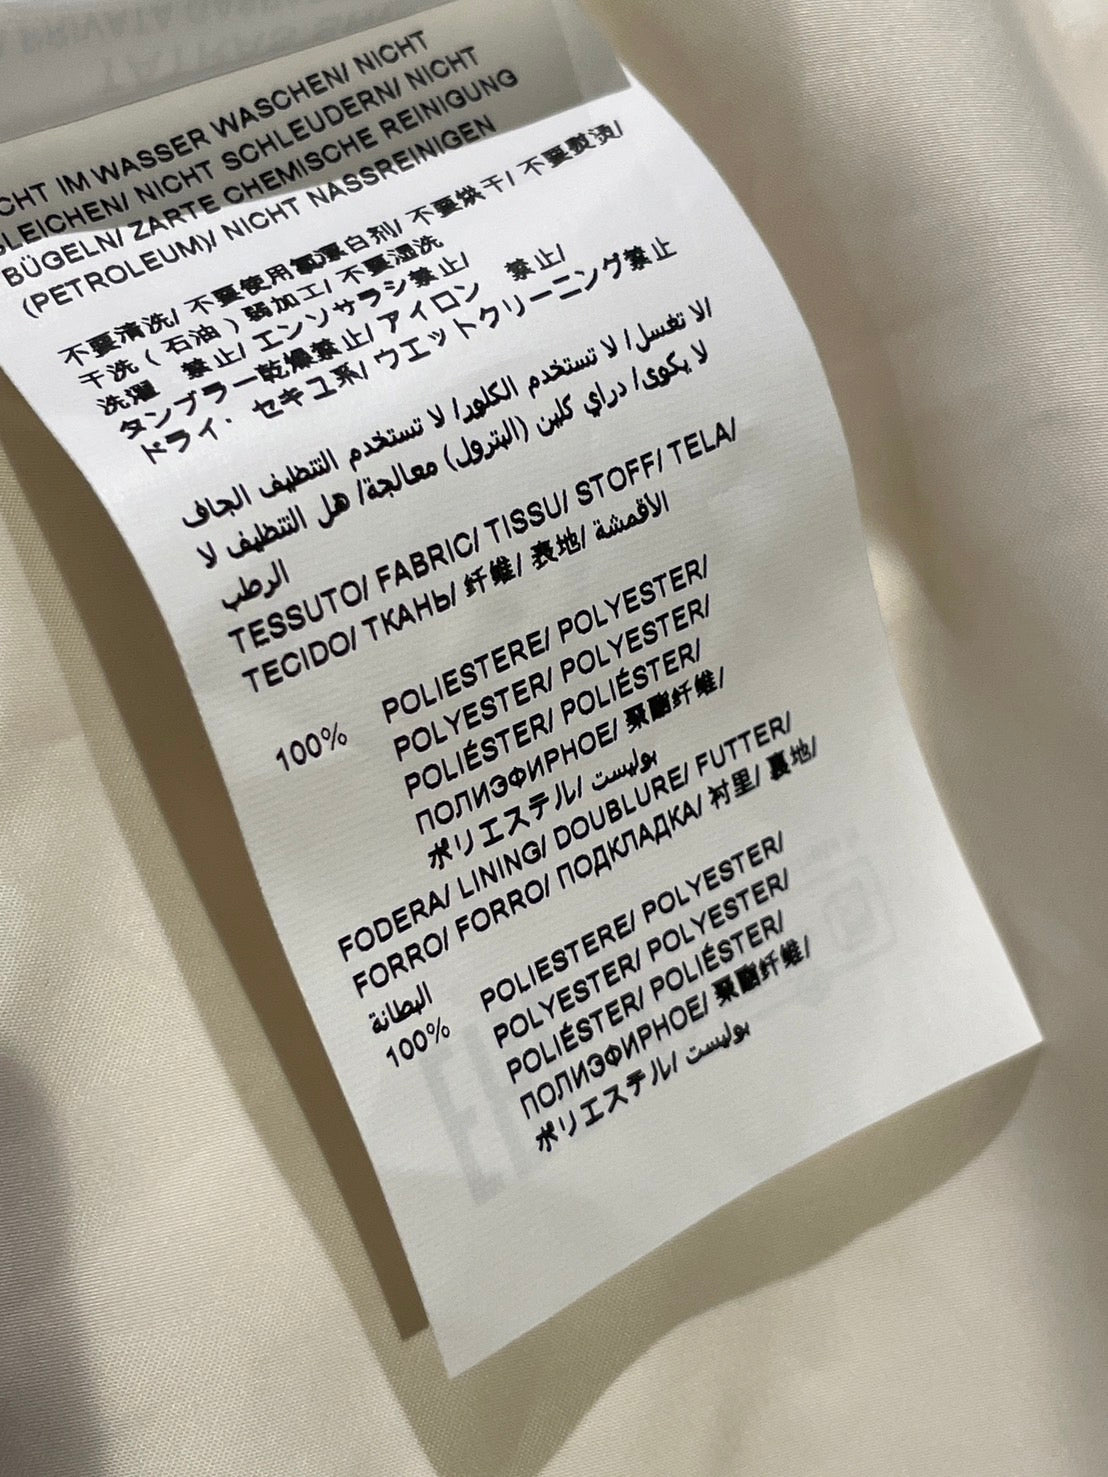 CHT IM WASSER WASCHEN/ NICHT
BLEICHEN/ NICHT SCHLEUDERN/ NICHT
BÜGELN/ ZARTE CHEMISCHE REINIGUNG
(PETROLEUM)/ NICHT NASSREINIGEN
不要清洗/ 不要使用氯漂白剂/ 不要烘干/ 不要熨烫/
干洗 ( 石油 ) 弱加工/ 不要湿洗
洗濯 禁止/ エンソサラシ禁止/
タンブラー乾燥禁止/ アイロン 禁止/
ドライ・セキユ系/ ウエットクリーニング禁止
لا تغسل/ لا تستخدم الكلور/ لا تستخدم التنظيف الجاف/
لا يكوى/ دراي كلين (البترول) معالجة/ هل التنظيف لا
الرطب
TESSUTO/ FABRIC/ TISSU/ STOFF/ TELA/
TECIDO/ ТКАНЬ/ 纤维/ 表地/ الأقمشة
100% POLIESTERE/ POLYESTER/
POLYESTER/ POLYESTER/
POLIÉSTER/ POLIÉSTER/
ПОЛИЭФИРНОЕ/ 聚酯纤维/
ポリエステル/ بوليست
FODERA/ LINING/ DOUBLURE/ FUTTER/
FORRO/ FORRO/ ПОДКЛАДКА/ 衬里/ 裏地/
البطانة
100% POLIESTERE/ POLYESTER/
POLYESTER/ POLYESTER/
POLIÉSTER/ POLIÉSTER/
ПОЛИЭФИРНОЕ/ 聚酯纤维/
ポリエステル/ بوليست